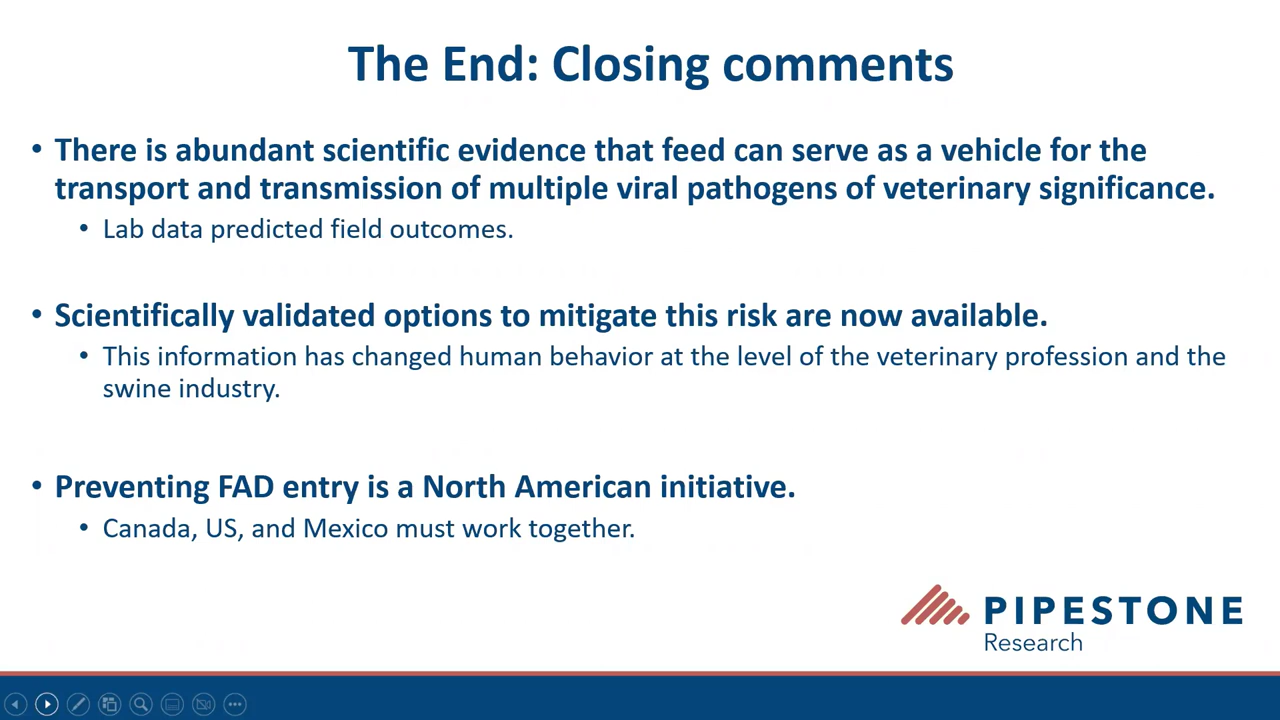 The End: Closing comments
• There is abundant scientific evidence that feed can serve as a vehicle for the
transport and transmission of multiple viral pathogens of veterinary significance.
• Lab data predicted field outcomes.
• Scientifically validated options to mitigate this risk are now available.
• This information has changed human behavior at the level of the veterinary profession and the
swine industry.
• Preventing FAD entry is a North American initiative.
• Canada, US, and Mexico must work together.
PIPESTONE
Research